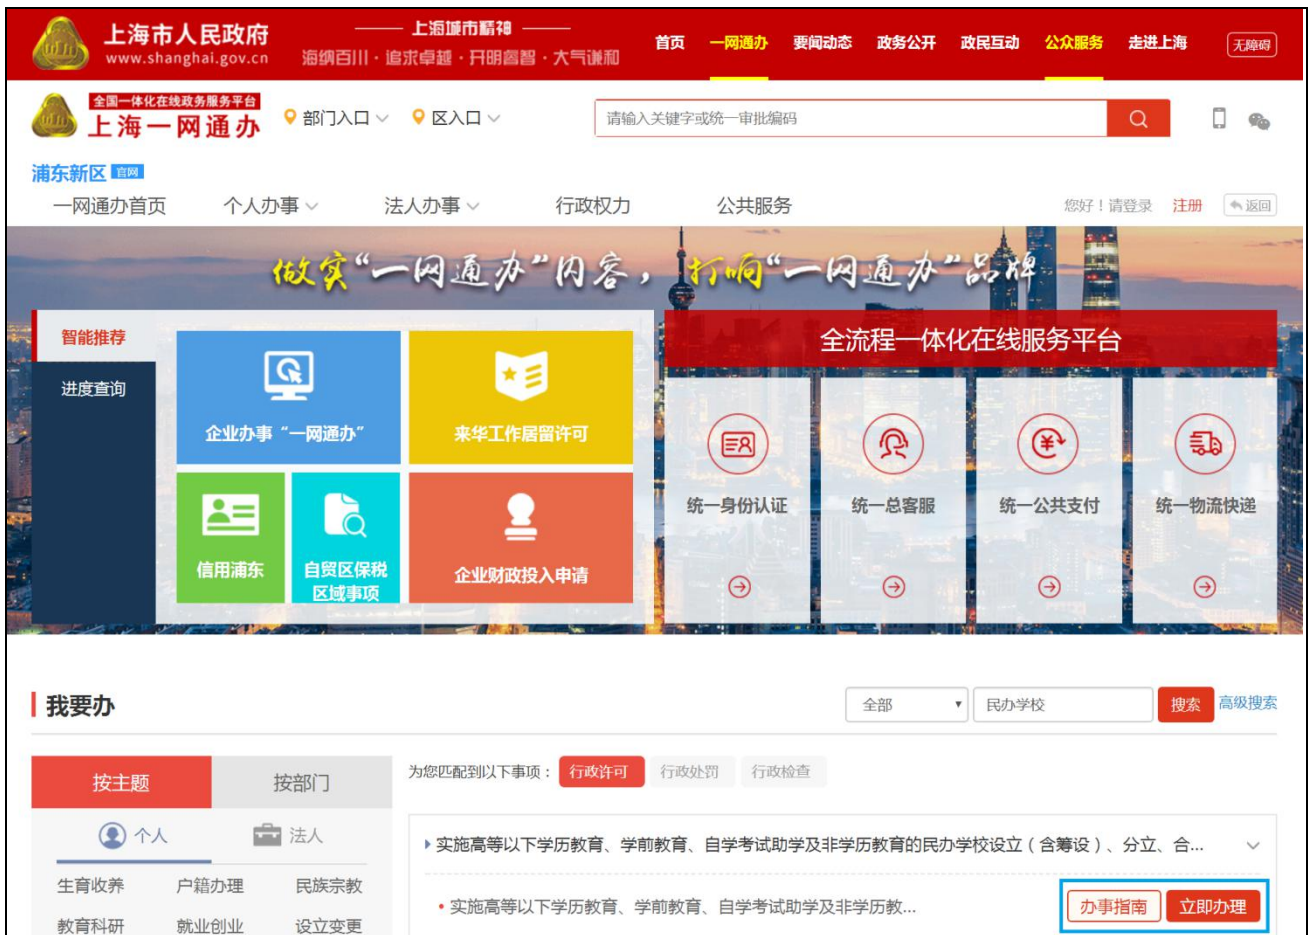 上海市人民政府
www.shanghai.gov.cn
上海城市精神
海纳百川·追求卓越·开明睿智·大气谦和
首页 一网通办 要闻动态 政务公开 政民互动 公众服务 走进上海 无障碍
全国一体化在线政务服务平台
上海一网通办
部门入口 区入口
请输入关键字或统一审批编码
浦东新区 官网
一网通办首页 个人办事 法人办事 行政权力 公共服务
您好！请登录 注册 返回
做实“一网通办”内容，打响“一网通办”品牌
智能推荐
进度查询
企业办事“一网通办”
来华工作居留许可
信用浦东
自贸区保税
区域事项
企业财政投入申请
全流程一体化在线服务平台
统一身份认证 统一总客服 统一公共支付 统一物流快递
我要办
全部 民办学校 搜索 高级搜索
按主题 按部门
个人 法人
生育收养 户籍办理 民族宗教
教育科研 就业创业 设立变更
为您匹配到以下事项： 行政许可 行政处罚 行政检查
实施高等以下学历教育、学前教育、自学考试助学及非学历教育的民办学校设立（含筹设）、分立、合...
• 实施高等以下学历教育、学前教育、自学考试助学及非学历教...
办事指南 立即办理